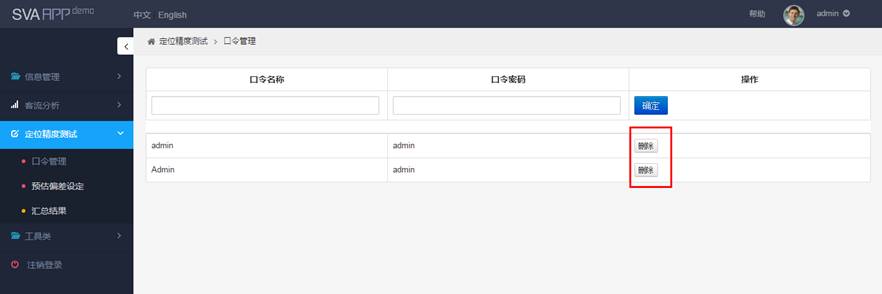 SVA APP demo 中文 English 帮助 admin
定位精度测试 > 口令管理
信息管理
客流分析
定位精度测试
口令管理
预估偏差设定
汇总结果
工具类
注销登录
口令名称 口令密码 操作
确定
admin admin 删除
Admin admin 删除